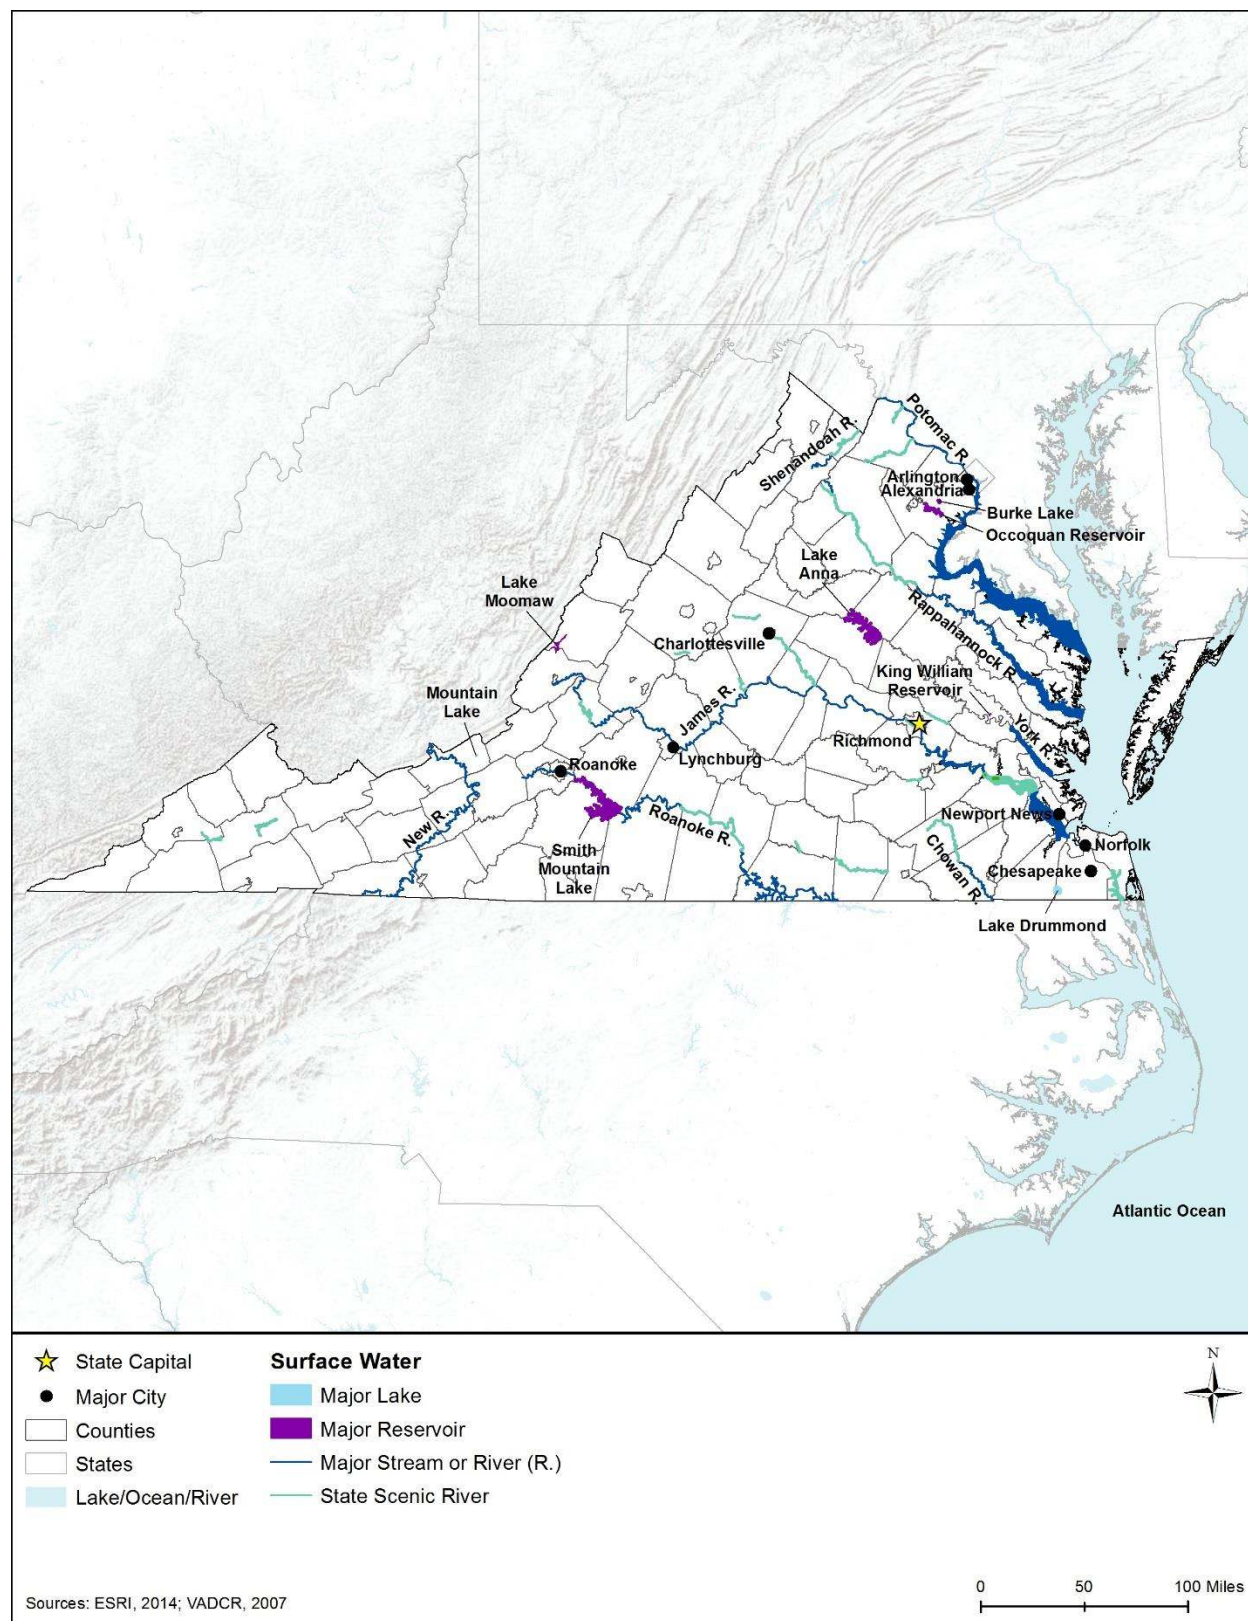 Potomac R.
Shenandoah R.
Arlington
Alexandria
Burke Lake
Occoquan Reservoir
Lake
Anna
Lake
Moomaw
Rappahannock R.
Charlottesville
King William
Reservoir
Mountain
Lake
James R.
York R.
Richmond
Roanoke
Lynchburg
New R.
Roanoke R.
Newport News
Smith
Mountain
Lake
Chowan R.
Norfolk
Chesapeake
Lake Drummond
Atlantic Ocean
State Capital
Major City
Counties
States
Lake/Ocean/River
Surface Water
Major Lake
Major Reservoir
Major Stream or River (R.)
State Scenic River
N
Sources: ESRI, 2014; VADCR, 2007
0 50 100 Miles